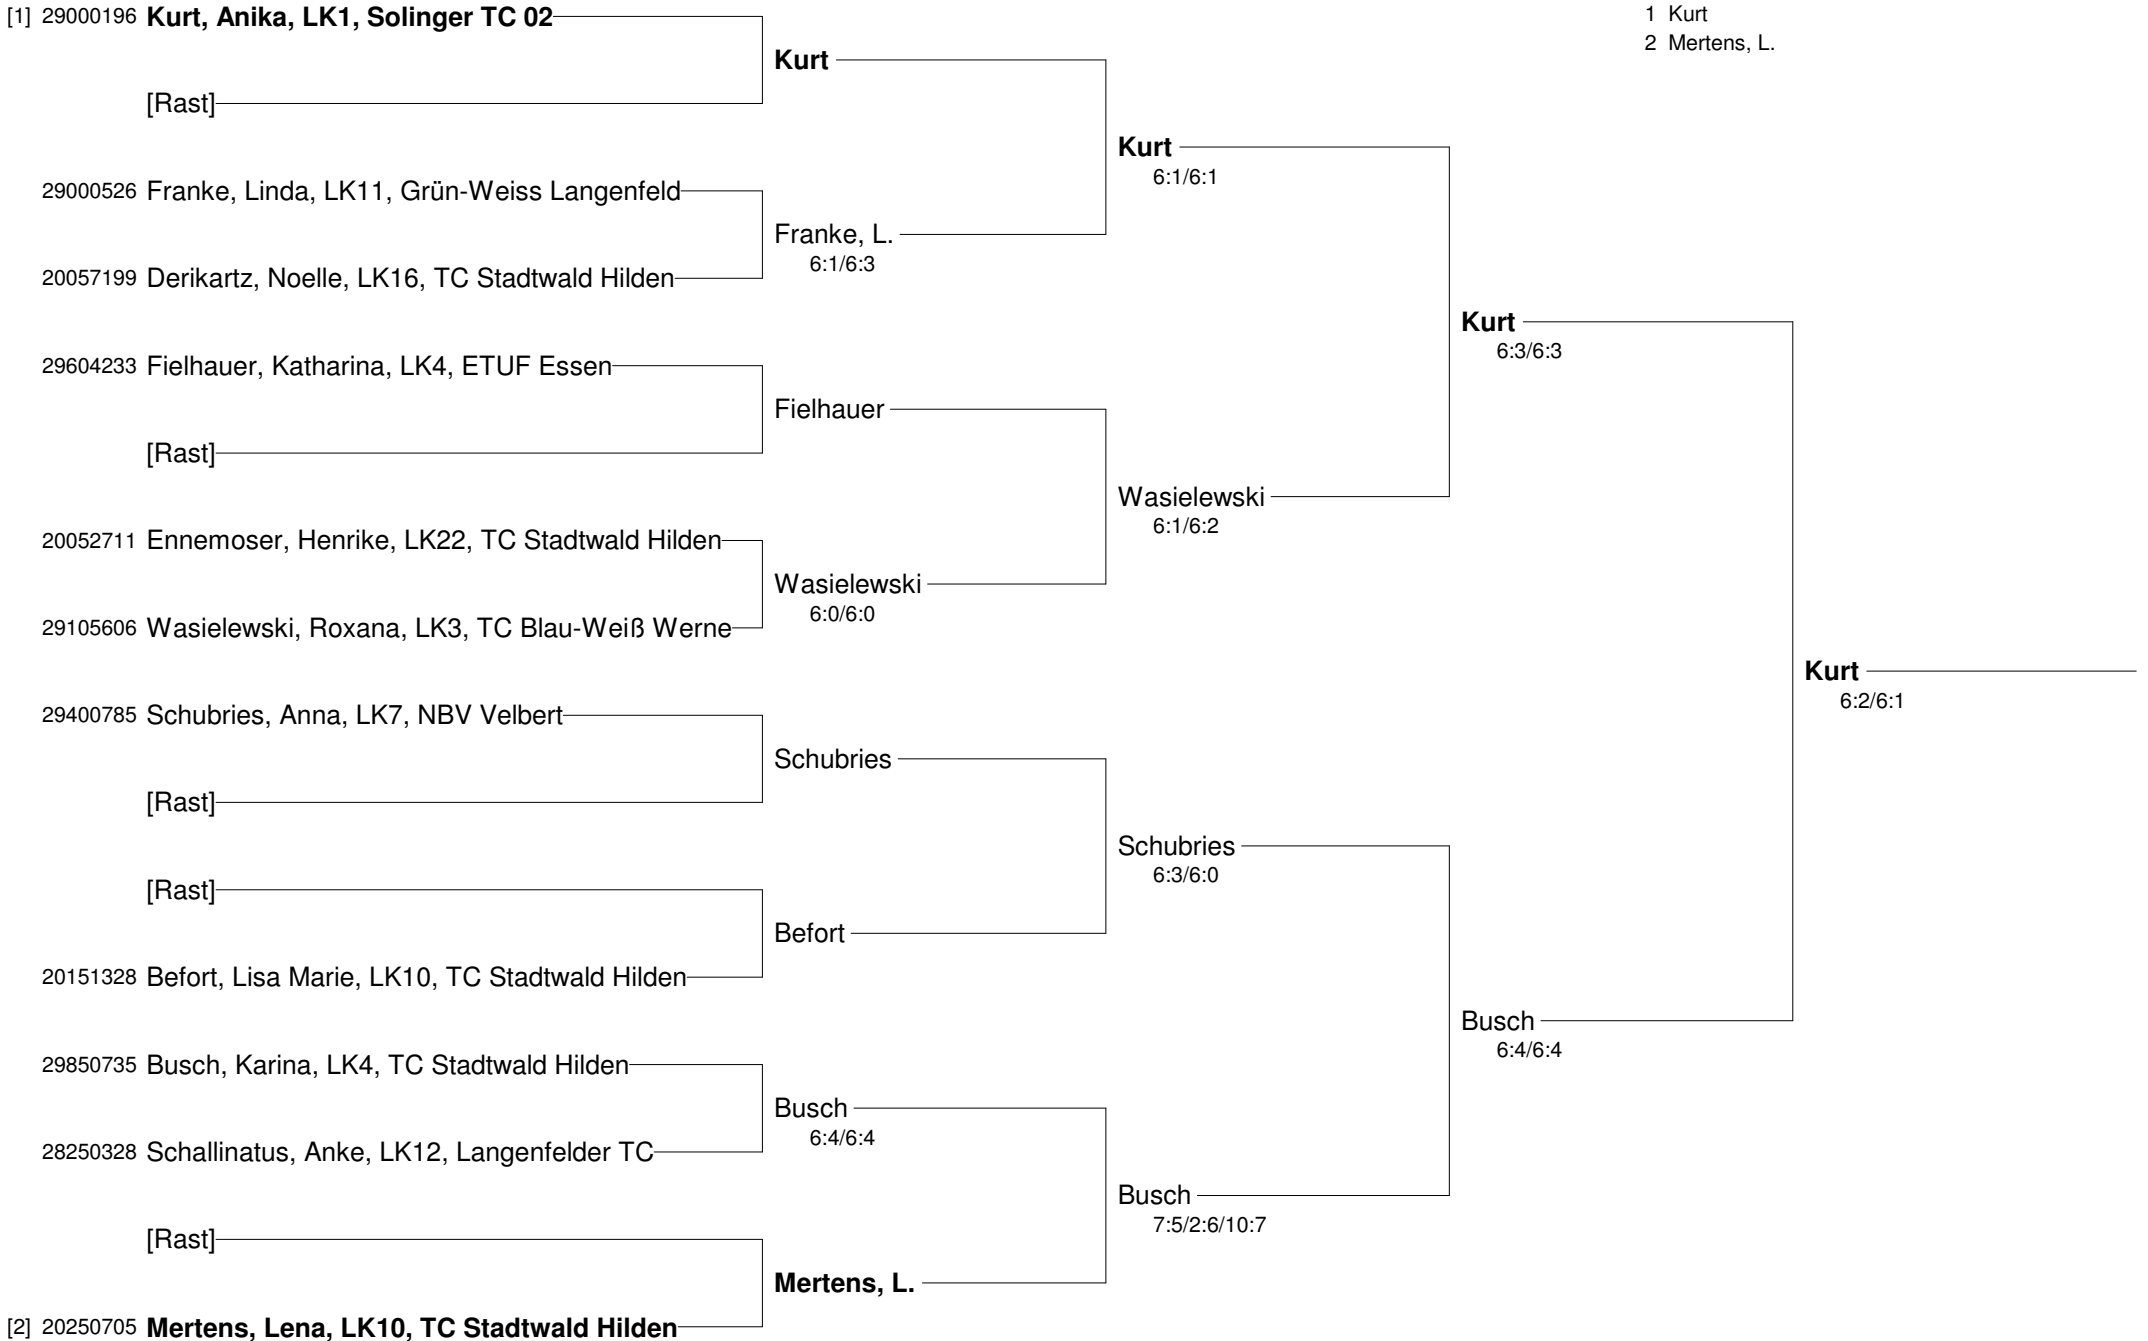 [1] 29000196 Kurt, Anika, LK1, Solinger TC 02
[Rast]
29000526 Franke, Linda, LK11, Grün-Weiss Langenfeld
20057199 Derikartz, Noelle, LK16, TC Stadtwald Hilden
29604233 Fielhauer, Katharina, LK4, ETUF Essen
[Rast]
20052711 Ennemoser, Henrike, LK22, TC Stadtwald Hilden
29105606 Wasielewski, Roxana, LK3, TC Blau-Weiß Werne
29400785 Schubries, Anna, LK7, NBV Velbert
[Rast]
[Rast]
20151328 Befort, Lisa Marie, LK10, TC Stadtwald Hilden
29850735 Busch, Karina, LK4, TC Stadtwald Hilden
28250328 Schallinatus, Anke, LK12, Langenfelder TC
[Rast]
[2] 20250705 Mertens, Lena, LK10, TC Stadtwald Hilden
Kurt
Franke, L.
6:1/6:3
Fielhauer
Wasielewski
6:0/6:0
Schubries
Befort
Busch
6:4/6:4
Mertens, L.
Kurt
6:1/6:1
Wasielewski
6:1/6:2
Schubries
6:3/6:0
Busch
7:5/2:6/10:7
Kurt
6:3/6:3
Busch
6:4/6:4
Kurt
6:2/6:1
1 Kurt
2 Mertens, L.